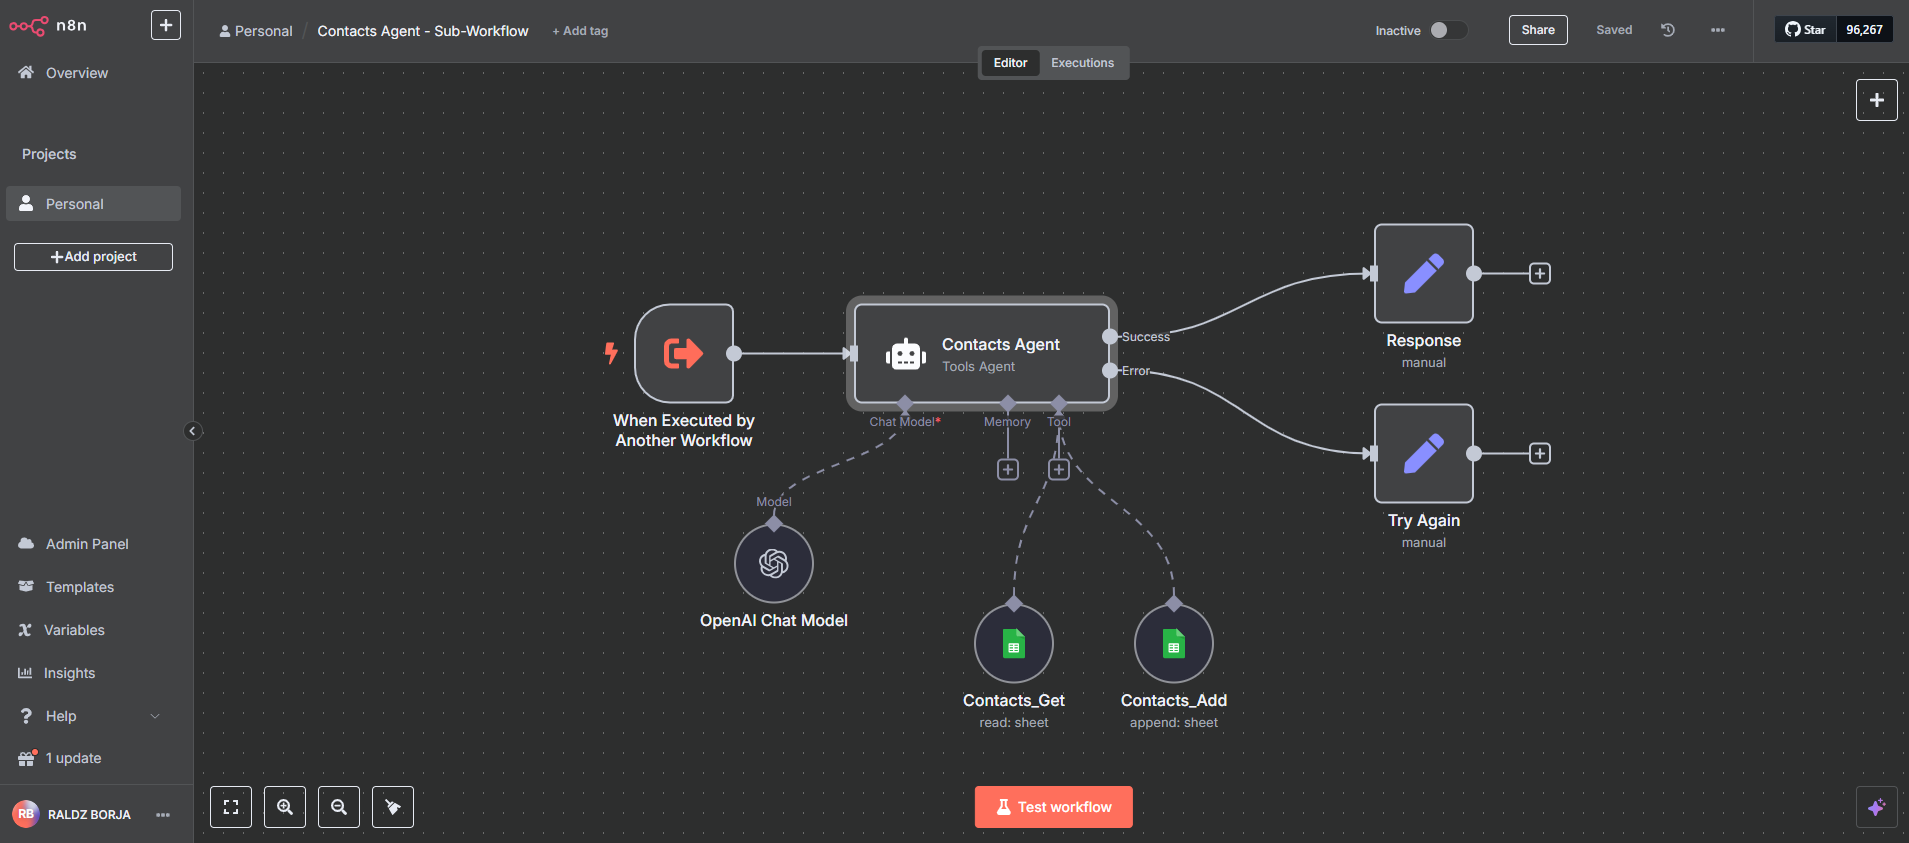 n8n
Overview
Projects
Personal
Add project
Admin Panel
Templates
Variables
Insights
Help
1 update
RB RALDZ BORJA
Personal / Contacts Agent - Sub-Workflow + Add tag
Inactive
Share
Saved
Star 96,267
Editor Executions
When Executed by
Another Workflow
Contacts Agent
Tools Agent
Success
Error
Chat Model*
Memory
Tool
Response
manual
Try Again
manual
Model
OpenAI Chat Model
Contacts_Get
read: sheet
Contacts_Add
append: sheet
Test workflow